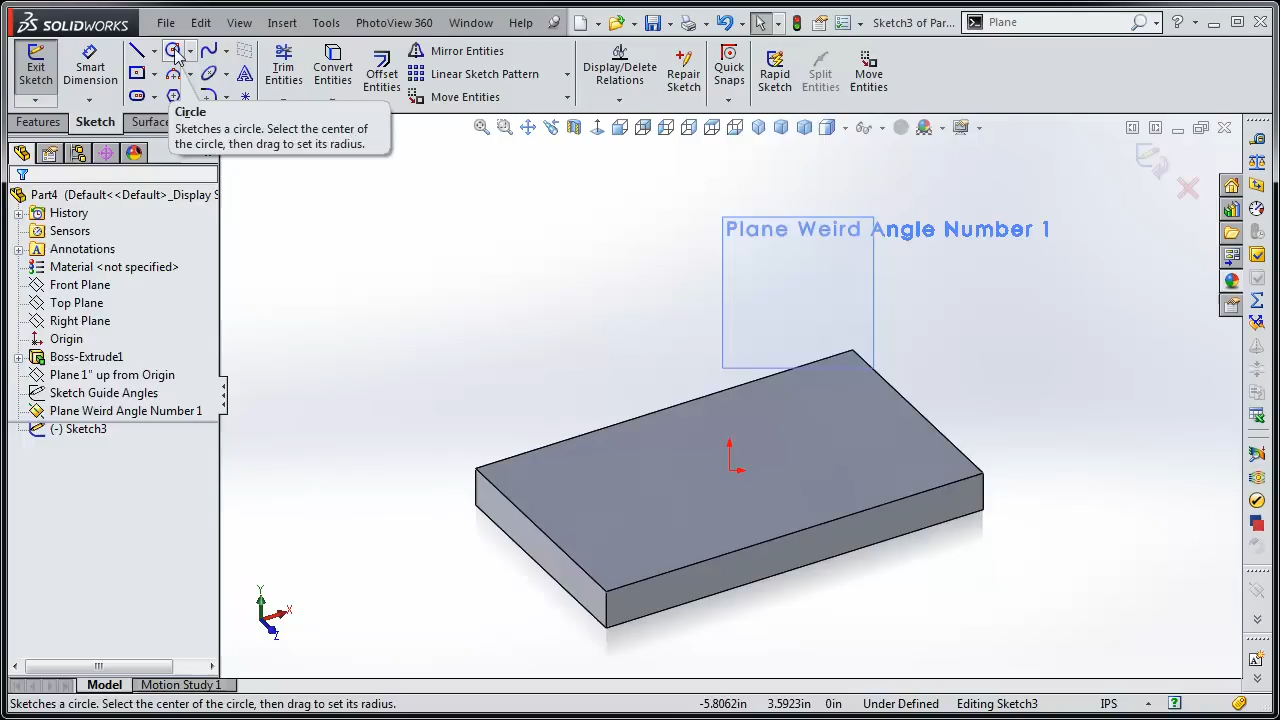 SOLIDWORKS File Edit View Insert Tools PhotoView 360 Window Help Sketch3 of Par... Plane
Exit Sketch
Smart Dimension
Trim Entities
Convert Entities
Offset Entities
Mirror Entities
Linear Sketch Pattern
Move Entities
Display/Delete Relations
Repair Sketch
Quick Snaps
Rapid Sketch
Split Entities
Move Entities
Circle
Sketches a circle. Select the center of
the circle, then drag to set its radius.
Features Sketch Surfac
Part4 (Default<<Default>_Display S
History
Sensors
Annotations
Material <not specified>
Front Plane
Top Plane
Right Plane
Origin
Boss-Extrude1
Plane 1" up from Origin
Sketch Guide Angles
Plane Weird Angle Number 1
(-) Sketch3
Plane Weird Angle Number 1
Y
X
Z
Model Motion Study 1
Sketches a circle. Select the center of the circle, then drag to set its radius. -5.8062in 3.5923in 0in Under Defined Editing Sketch3 IPS